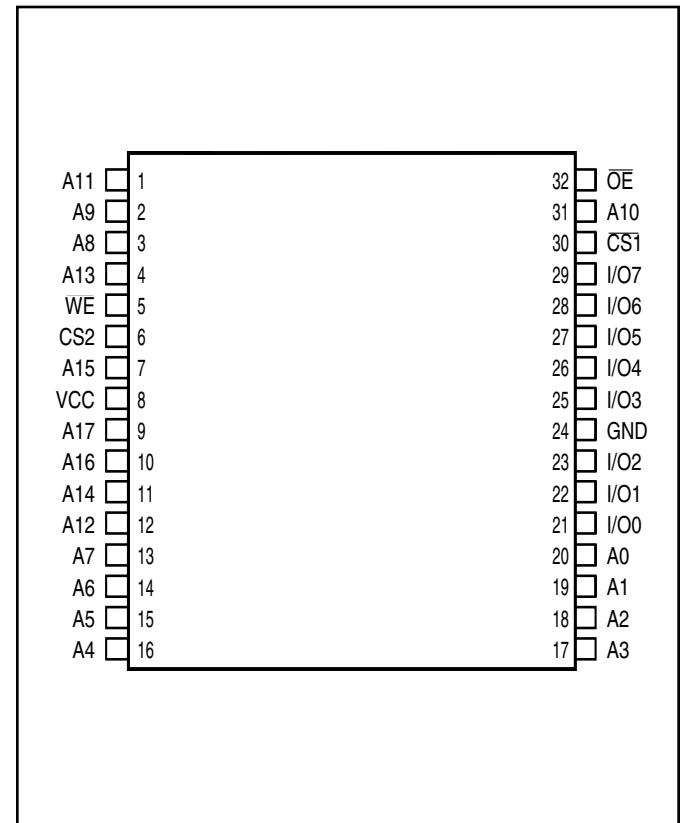 A11 1 32 O̅E̅
A9 2 31 A10
A8 3 30 C̅S̅1̅
A13 4 29 I/O7
W̅E̅ 5 28 I/O6
CS2 6 27 I/O5
A15 7 26 I/O4
VCC 8 25 I/O3
A17 9 24 GND
A16 10 23 I/O2
A14 11 22 I/O1
A12 12 21 I/O0
A7 13 20 A0
A6 14 19 A1
A5 15 18 A2
A4 16 17 A3